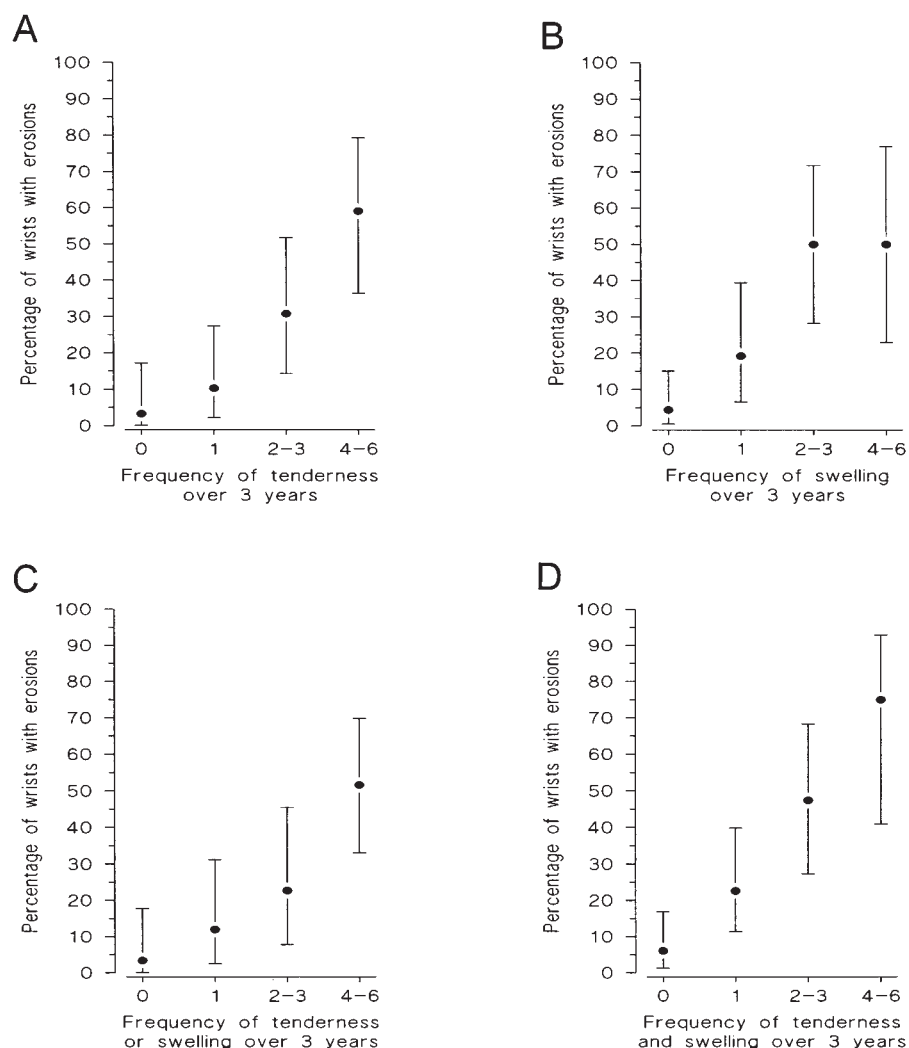 A
Percentage of wrists with erosions
100
90
80
70
60
50
40
30
20
10
0
0 1 2-3 4-6
Frequency of tenderness
over 3 years
B
Percentage of wrists with erosions
100
90
80
70
60
50
40
30
20
10
0
0 1 2-3 4-6
Frequency of swelling
over 3 years
C
Percentage of wrists with erosions
100
90
80
70
60
50
40
30
20
10
0
0 1 2-3 4-6
Frequency of tenderness
or swelling over 3 years
D
Percentage of wrists with erosions
100
90
80
70
60
50
40
30
20
10
0
0 1 2-3 4-6
Frequency of tenderness
and swelling over 3 years